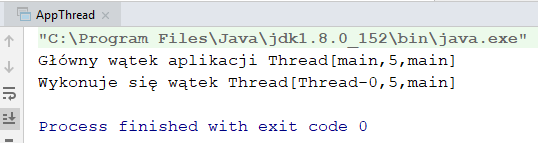 AppThread ×
"C:\Program Files\Java\jdk1.8.0_152\bin\java.exe"
Główny wątek aplikacji Thread[main,5,main]
Wykonuje się wątek Thread[Thread-0,5,main]
Process finished with exit code 0